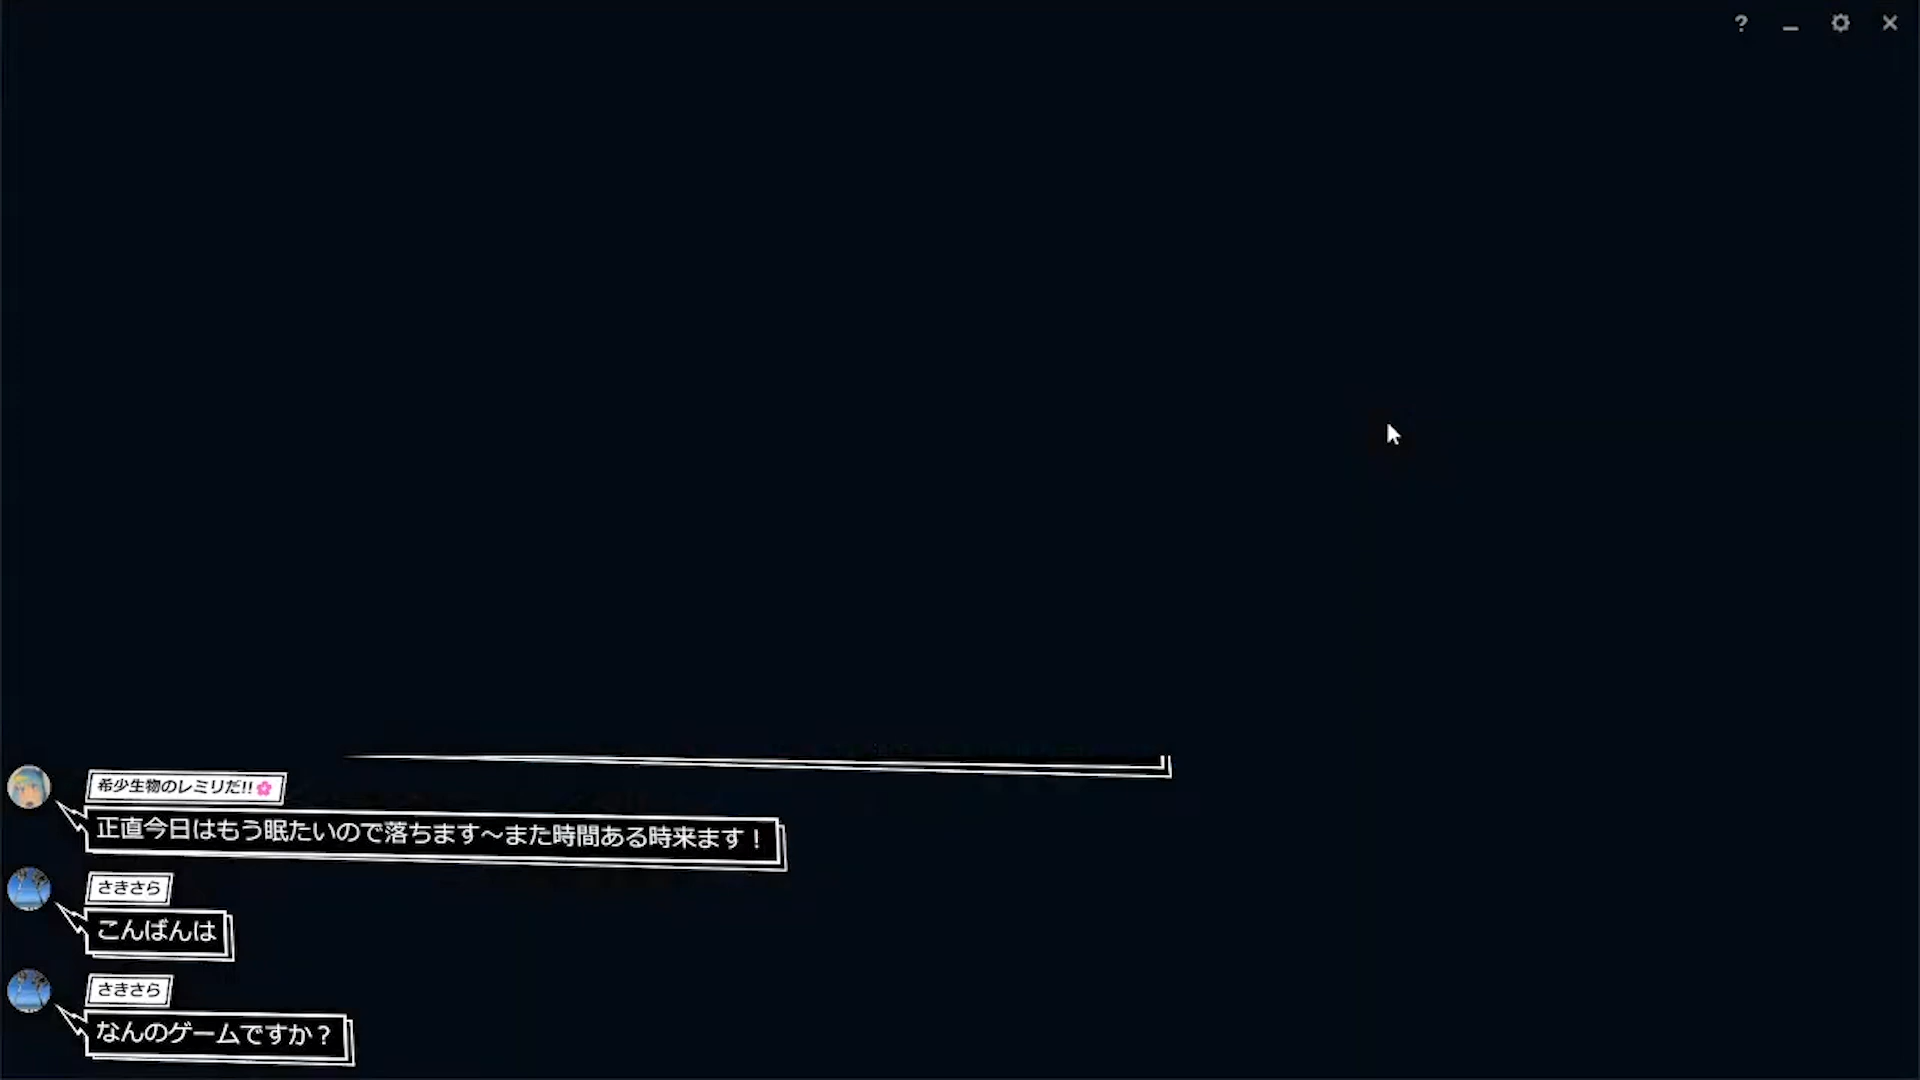 ?
希少生物のレミリだ!!🌸
正直今日はもう眠たいので落ちます～また時間ある時来ます！
さきさら
こんばんは
さきさら
なんのゲームですか？